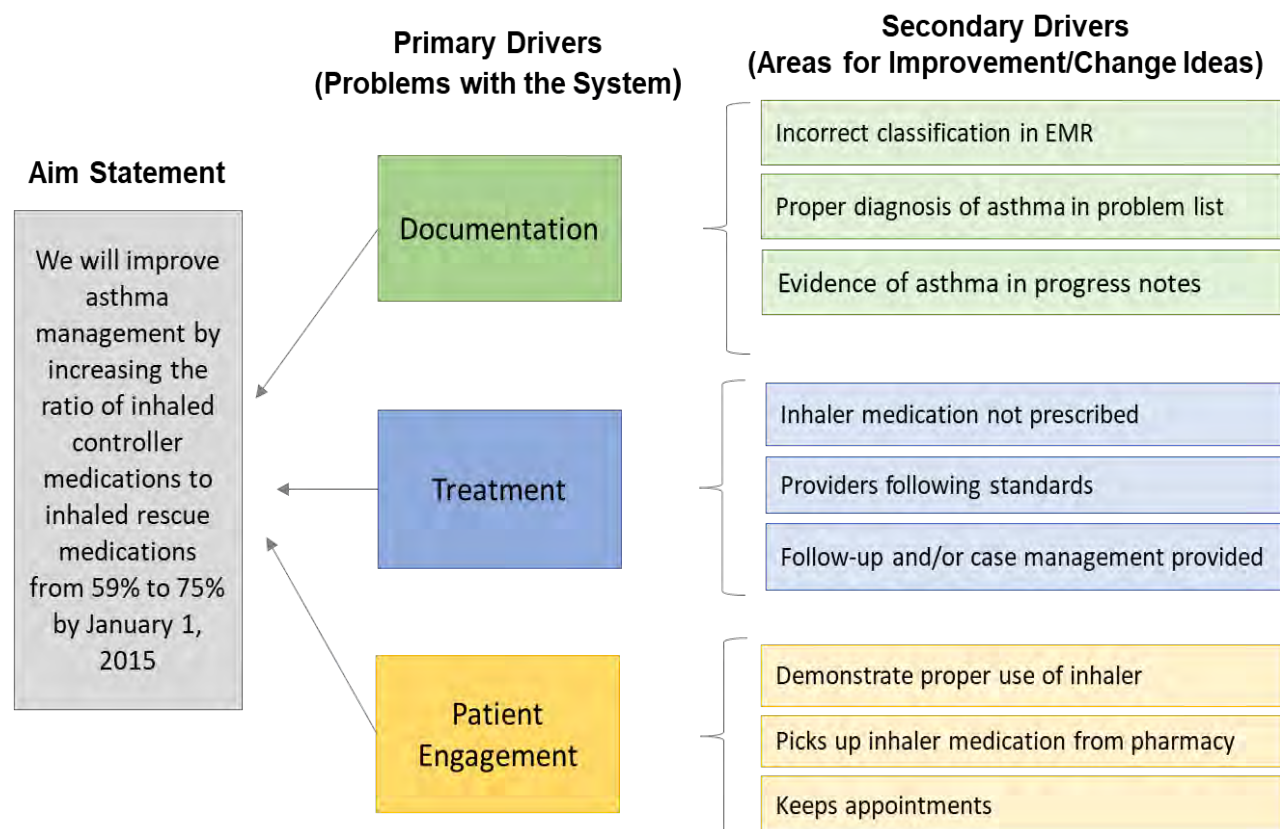 Aim Statement
We will improve
asthma
management by
increasing the
ratio of inhaled
controller
medications to
inhaled rescue
medications
from 59% to 75%
by January 1,
2015
Primary Drivers
(Problems with the System)
Documentation
Treatment
Patient
Engagement
Secondary Drivers
(Areas for Improvement/Change Ideas)
Incorrect classification in EMR
Proper diagnosis of asthma in problem list
Evidence of asthma in progress notes
Inhaler medication not prescribed
Providers following standards
Follow-up and/or case management provided
Demonstrate proper use of inhaler
Picks up inhaler medication from pharmacy
Keeps appointments